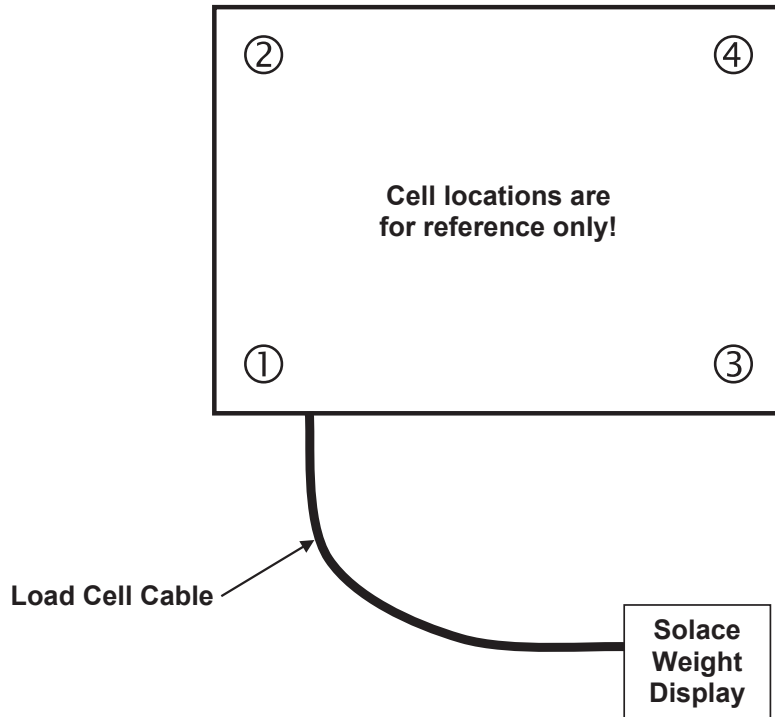 ② ④
Cell locations are
for reference only!
① ③
Load Cell Cable
Solace
Weight
Display